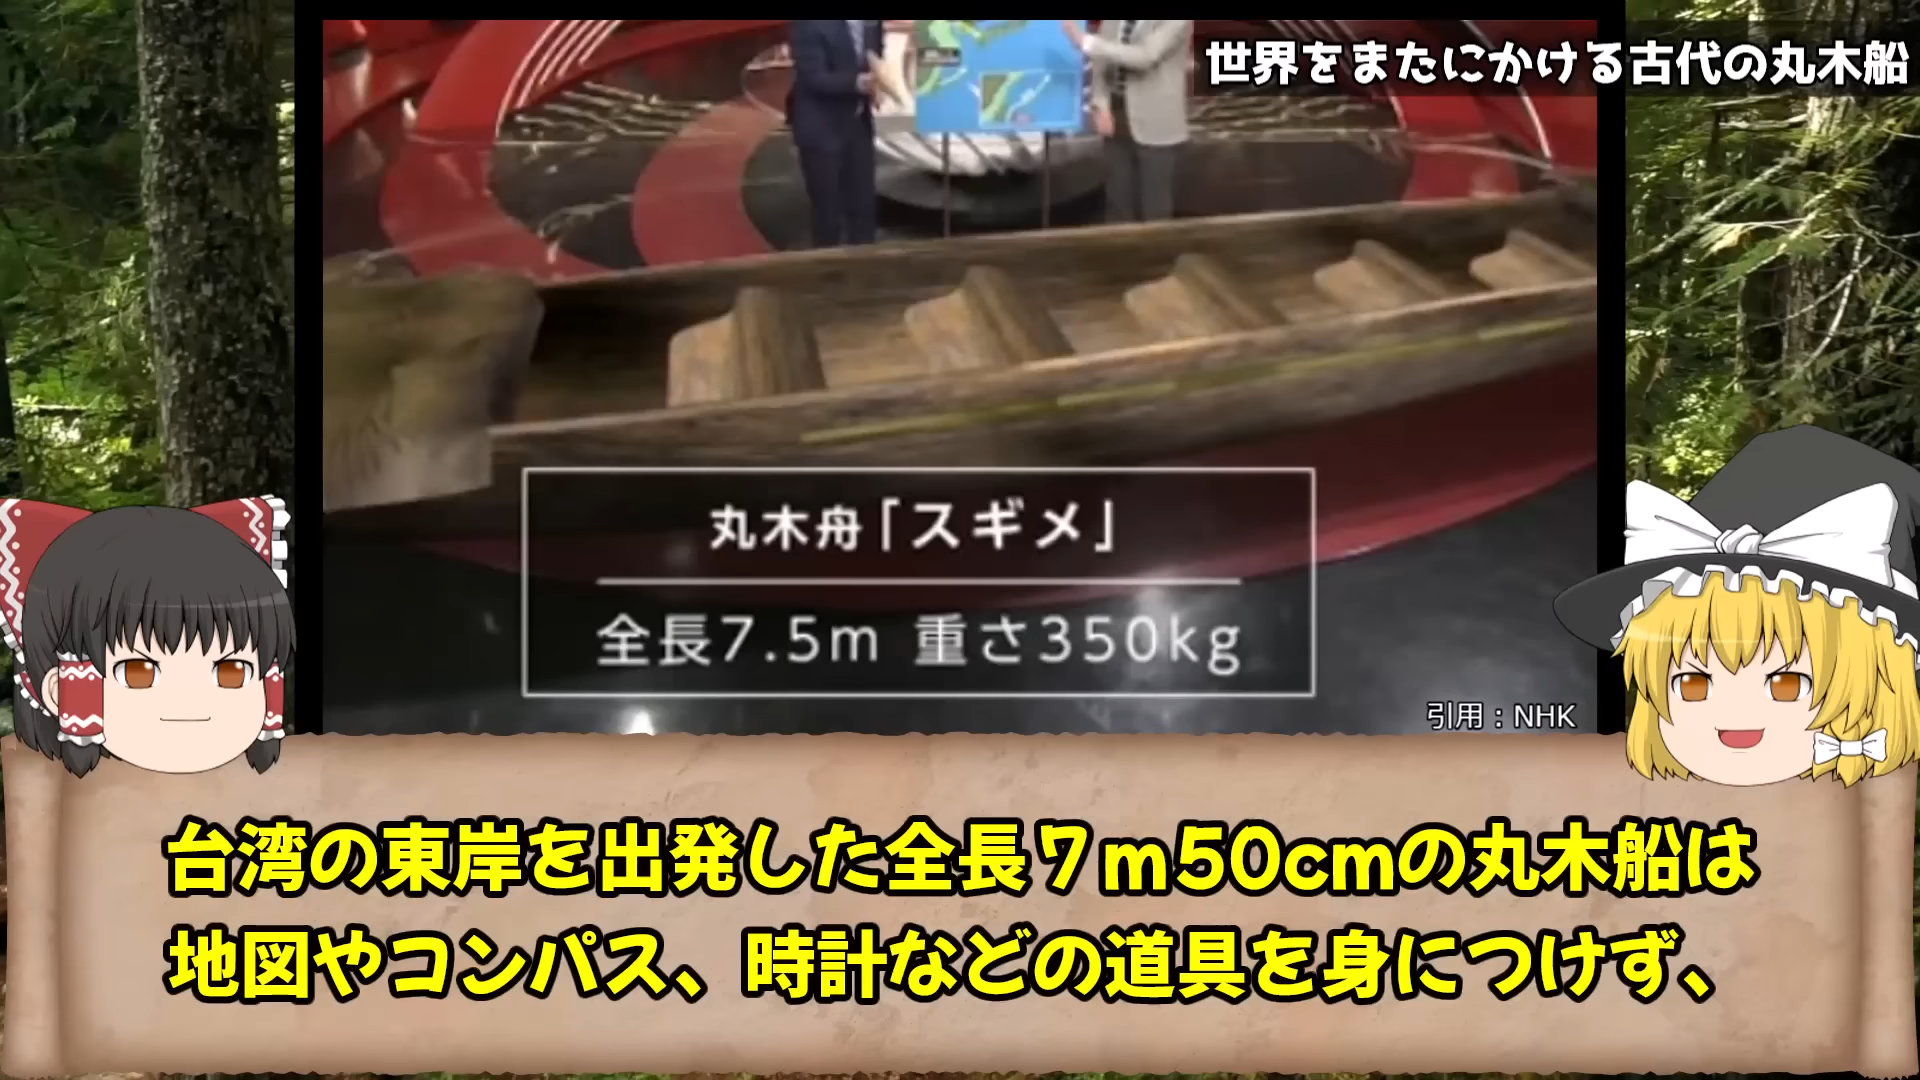 世界をまたにかける古代の丸木船
丸木舟「スギメ」
全長7.5m 重さ350kg
引用：NHK
台湾の東岸を出発した全長７ｍ50cmの丸木船は
地図やコンパス、時計などの道具を身につけず、